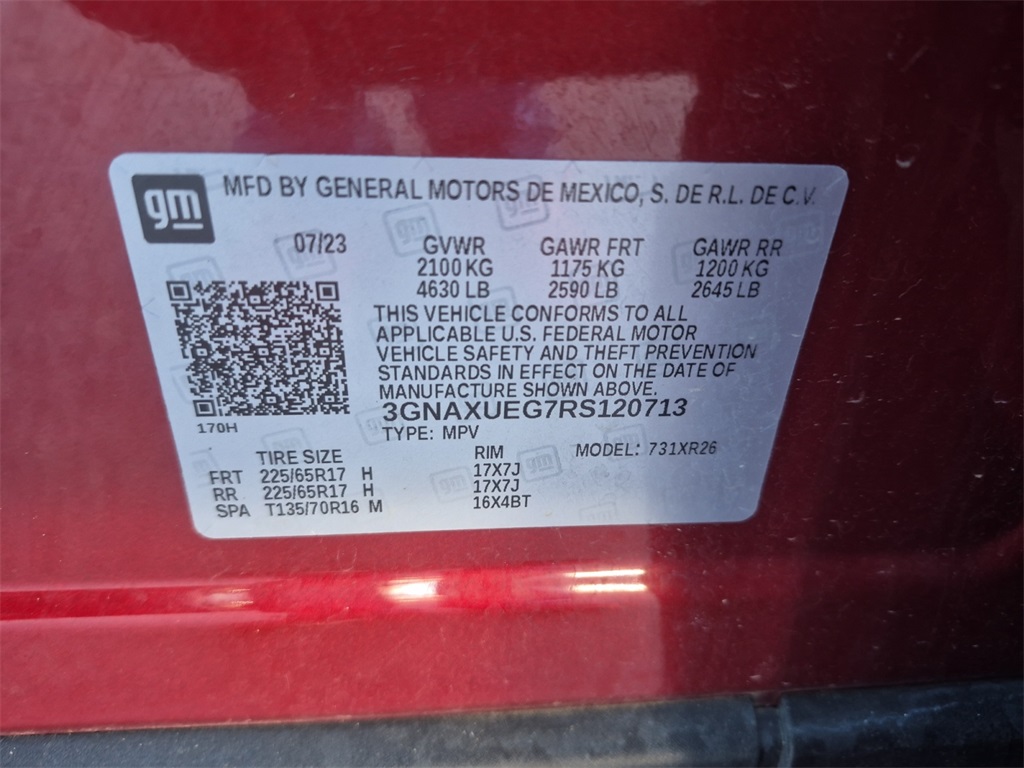 gm
MFD BY GENERAL MOTORS DE MEXICO, S. DE R.L. DE C.V.
07/23 GVWR GAWR FRT GAWR RR
2100 KG 1175 KG 1200 KG
4630 LB 2590 LB 2645 LB
THIS VEHICLE CONFORMS TO ALL
APPLICABLE U.S. FEDERAL MOTOR
VEHICLE SAFETY AND THEFT PREVENTION
STANDARDS IN EFFECT ON THE DATE OF
MANUFACTURE SHOWN ABOVE.
3GNAXUEG7RS120713
170H
TYPE: MPV
TIRE SIZE RIM MODEL: 731XR26
FRT 225/65R17 H 17X7J
RR 225/65R17 H 17X7J
SPA T135/70R16 M 16X4BT